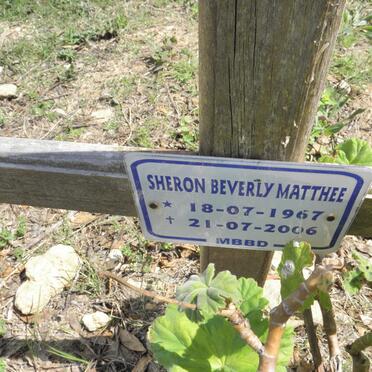 SHERON BEVERLY MATTHEE
★ 18-07-1967
✝ 21-07-2006
MBBD